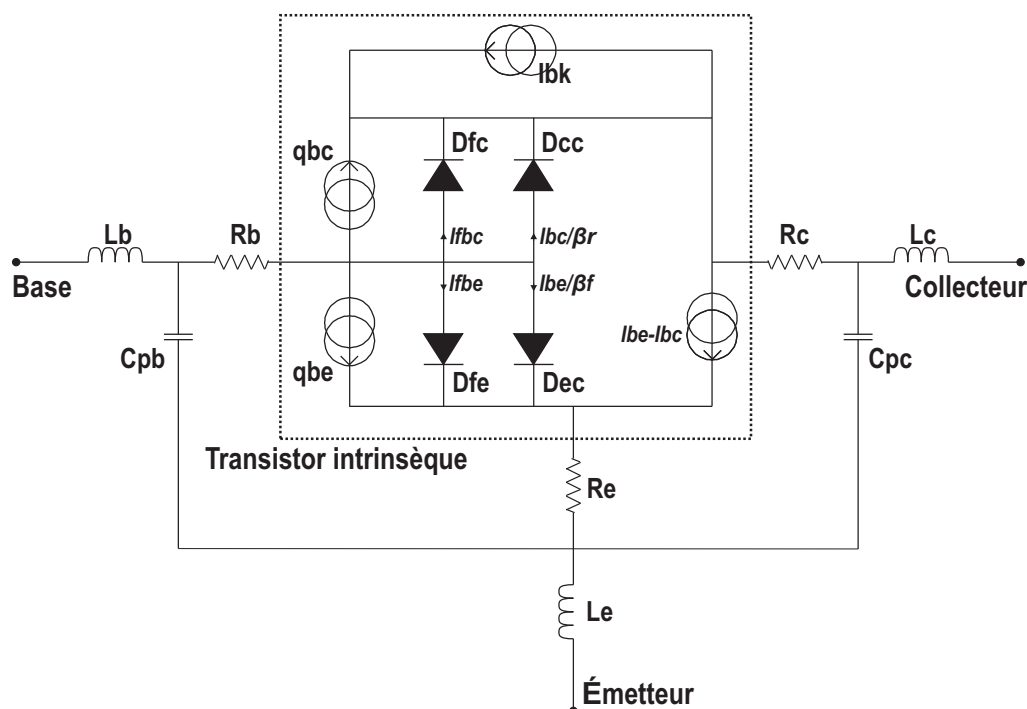 Ibk
Dfc
Dcc
qbc
Lb
Rb
Ifbc
Ibc/βr
Rc
Lc
Base
Ifbe
Ibe/βf
Collecteur
Ibe-Ibc
Cpb
qbe
Dfe
Dec
Cpc
Transistor intrinsèque
Re
Le
Émetteur